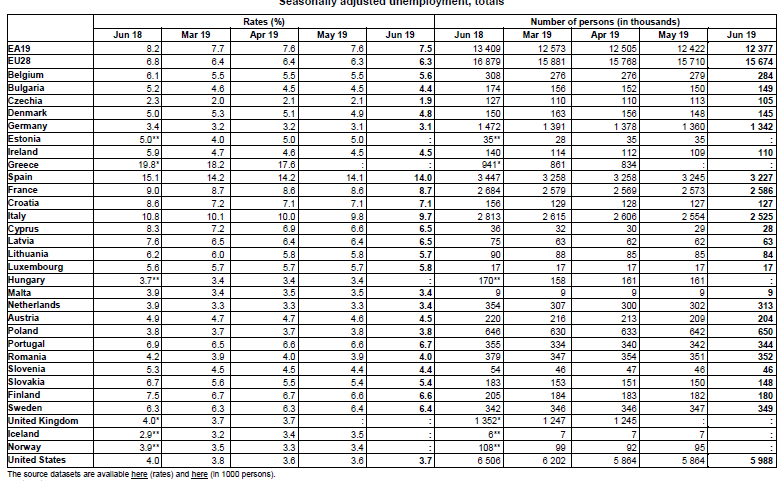 Seasonally adjusted unemployment, totals
Rates (%) Number of persons (in thousands)
Jun 18 Mar 19 Apr 19 May 19 Jun 19 Jun 18 Mar 19 Apr 19 May 19 Jun 19
EA19 8.2 7.7 7.6 7.6 7.5 13 409 12 573 12 505 12 422 12 377
EU28 6.8 6.4 6.4 6.3 6.3 16 879 15 881 15 768 15 710 15 674
Belgium 6.1 5.5 5.5 5.5 5.6 308 276 276 279 284
Bulgaria 5.2 4.6 4.5 4.5 4.4 174 156 152 150 149
Czechia 2.3 2.0 2.1 2.1 1.9 127 110 110 113 105
Denmark 5.0 5.3 5.1 4.9 4.8 150 163 156 148 145
Germany 3.4 3.2 3.2 3.1 3.1 1 472 1 391 1 378 1 360 1 342
Estonia 5.0** 4.0 5.0 5.0 : 35** 28 35 35 :
Ireland 5.9 4.7 4.6 4.5 4.5 140 114 112 109 110
Greece 19.8* 18.2 17.6 : : 941* 861 834 : :
Spain 15.1 14.2 14.2 14.1 14.0 3 447 3 258 3 258 3 245 3 227
France 9.0 8.7 8.6 8.6 8.7 2 684 2 579 2 569 2 573 2 586
Croatia 8.6 7.2 7.1 7.1 7.1 156 129 128 127 127
Italy 10.8 10.1 10.0 9.8 9.7 2 813 2 615 2 606 2 554 2 525
Cyprus 8.3 7.2 6.9 6.6 6.5 36 32 30 29 28
Latvia 7.6 6.5 6.4 6.4 6.5 75 63 62 62 63
Lithuania 6.2 6.0 5.8 5.8 5.7 90 88 85 85 84
Luxembourg 5.6 5.7 5.7 5.7 5.8 17 17 17 17 17
Hungary 3.7** 3.4 3.4 3.4 : 170** 158 161 161 :
Malta 3.9 3.4 3.5 3.5 3.4 9 9 9 9 9
Netherlands 3.9 3.3 3.3 3.3 3.4 354 307 300 302 313
Austria 4.9 4.7 4.7 4.6 4.5 220 216 213 209 204
Poland 3.8 3.7 3.7 3.8 3.8 646 630 633 642 650
Portugal 6.9 6.5 6.6 6.6 6.7 355 334 340 342 344
Romania 4.2 3.9 4.0 3.9 4.0 379 347 354 351 352
Slovenia 5.3 4.5 4.5 4.4 4.4 54 46 47 46 46
Slovakia 6.7 5.6 5.5 5.4 5.4 183 153 151 150 148
Finland 7.5 6.7 6.7 6.6 6.6 205 184 183 182 180
Sweden 6.3 6.3 6.3 6.4 6.4 342 346 346 347 349
United Kingdom 4.0* 3.7 3.7 : : 1 352* 1 247 1 245 : :
Iceland 2.9** 3.2 3.4 3.5 : 6** 7 7 7 :
Norway 3.9** 3.5 3.3 3.4 : 108** 99 92 95 :
United States 4.0 3.8 3.6 3.6 3.7 6 506 6 202 5 864 5 864 5 988
The source datasets are available here (rates) and here (in 1000 persons).